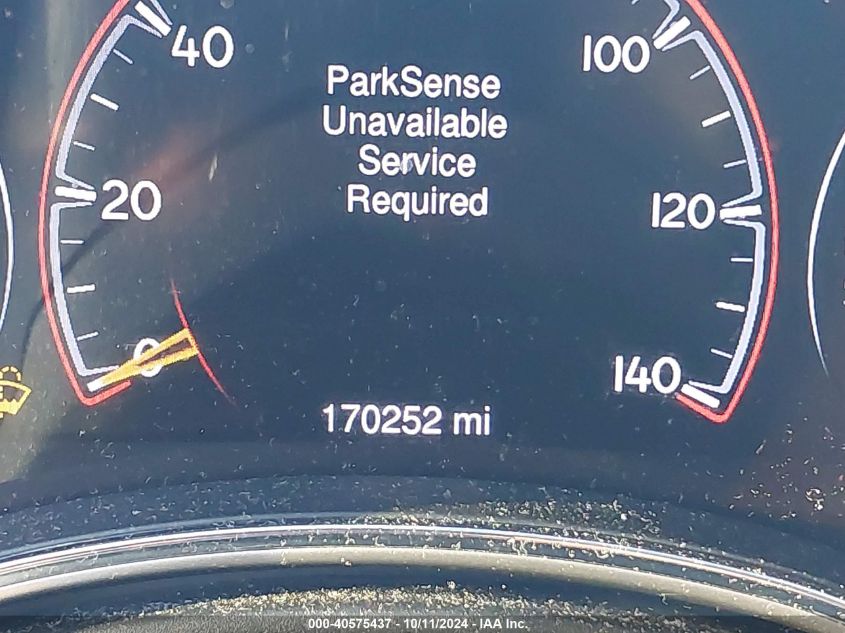 40
100
ParkSense
Unavailable
Service
Required
20
120
0
140
170252 mi
000-40575437 - 10/11/2024 - IAA Inc.